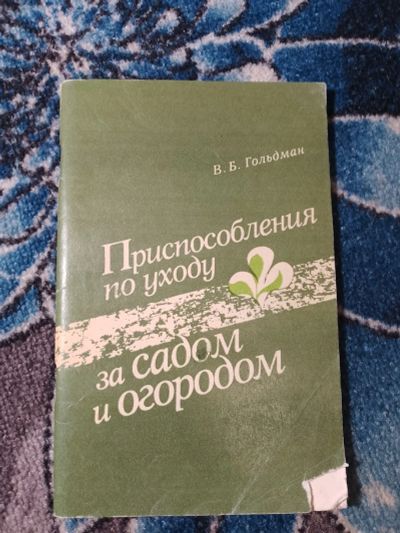 В. Б. Гольдман
Приспособления
по уходу
за садом
и огородом